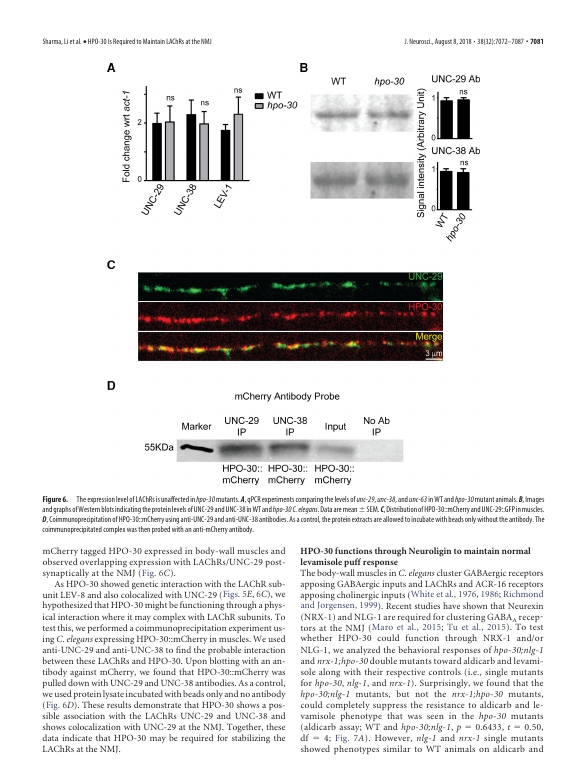 Sharma, Li et al. • HPO-30 Is Required to Maintain LAChRs at the NMJ
J. Neurosci., August 8, 2018 • 38(32):7072–7087 • 7081
A
Fold change wrt act-1
2
0
ns
ns
ns
WT
hpo-30
UNC-29
UNC-38
LEV-1
B
WT
hpo-30
UNC-29 Ab
1
ns
0
UNC-38 Ab
1
ns
0
Signal intensity (Arbitrary Unit)
WT
hpo-30
C
UNC-29
HPO-30
Merge
3 µm
D
mCherry Antibody Probe
Marker
UNC-29 IP
UNC-38 IP
Input
No Ab IP
55KDa
HPO-30:: mCherry
HPO-30:: mCherry
HPO-30:: mCherry
Figure 6. The expression level of LAChRs is unaffected in hpo-30 mutants. A, qPCR experiments comparing the levels of unc-29, unc-38, and unc-63 in WT and hpo-30 mutant animals. B, Images
and graphs of Western blots indicating the protein levels of UNC-29 and UNC-38 in WT and hpo-30 C. elegans. Data are mean ± SEM. C, Distribution of HPO-30::mCherry and UNC-29::GFP in muscles.
D, Coimmunoprecipitation of HPO-30::mCherry using anti-UNC-29 and anti-UNC-38 antibodies. As a control, the protein extracts are allowed to incubate with beads only without the antibody. The
coimmunoprecipitated complex was then probed with an anti-mCherry antibody.
mCherry tagged HPO-30 expressed in body-wall muscles and
observed overlapping expression with LAChRs/UNC-29 post-
synaptically at the NMJ (Fig. 6C).
As HPO-30 showed genetic interaction with the LAChR sub-
unit LEV-8 and also colocalized with UNC-29 (Figs. 5E, 6C), we
hypothesized that HPO-30 might be functioning through a phys-
ical interaction where it may complex with LAChR subunits. To
test this, we performed a coimmunoprecipitation experiment us-
ing C. elegans expressing HPO-30::mCherry in muscles. We used
anti-UNC-29 and anti-UNC-38 to find the probable interaction
between these LAChRs and HPO-30. Upon blotting with an an-
tibody against mCherry, we found that HPO-30::mCherry was
pulled down with UNC-29 and UNC-38 antibodies. As a control,
we used protein lysate incubated with beads only and no antibody
(Fig. 6D). These results demonstrate that HPO-30 shows a pos-
sible association with the LAChRs UNC-29 and UNC-38 and
shows colocalization with UNC-29 at the NMJ. Together, these
data indicate that HPO-30 may be required for stabilizing the
LAChRs at the NMJ.
HPO-30 functions through Neuroligin to maintain normal
levamisole puff response
The body-wall muscles in C. elegans cluster GABAergic receptors
apposing GABAergic inputs and LAChRs and ACR-16 receptors
apposing cholinergic inputs (White et al., 1976, 1986; Richmond
and Jorgensen, 1999). Recent studies have shown that Neurexin
(NRX-1) and NLG-1 are required for clustering GABAA recep-
tors at the NMJ (Maro et al., 2015; Tu et al., 2015). To test
whether HPO-30 could function through NRX-1 and/or
NLG-1, we analyzed the behavioral responses of hpo-30;nlg-1
and nrx-1;hpo-30 double mutants toward aldicarb and levami-
sole along with their respective controls (i.e., single mutants
for hpo-30, nlg-1, and nrx-1). Surprisingly, we found that the
hpo-30;nlg-1 mutants, but not the nrx-1;hpo-30 mutants,
could completely suppress the resistance to aldicarb and le-
vamisole phenotype that was seen in the hpo-30 mutants
(aldicarb assay; WT and hpo-30;nlg-1, p = 0.6433, t = 0.50,
df = 4; Fig. 7A). However, nlg-1 and nrx-1 single mutants
showed phenotypes similar to WT animals on aldicarb and